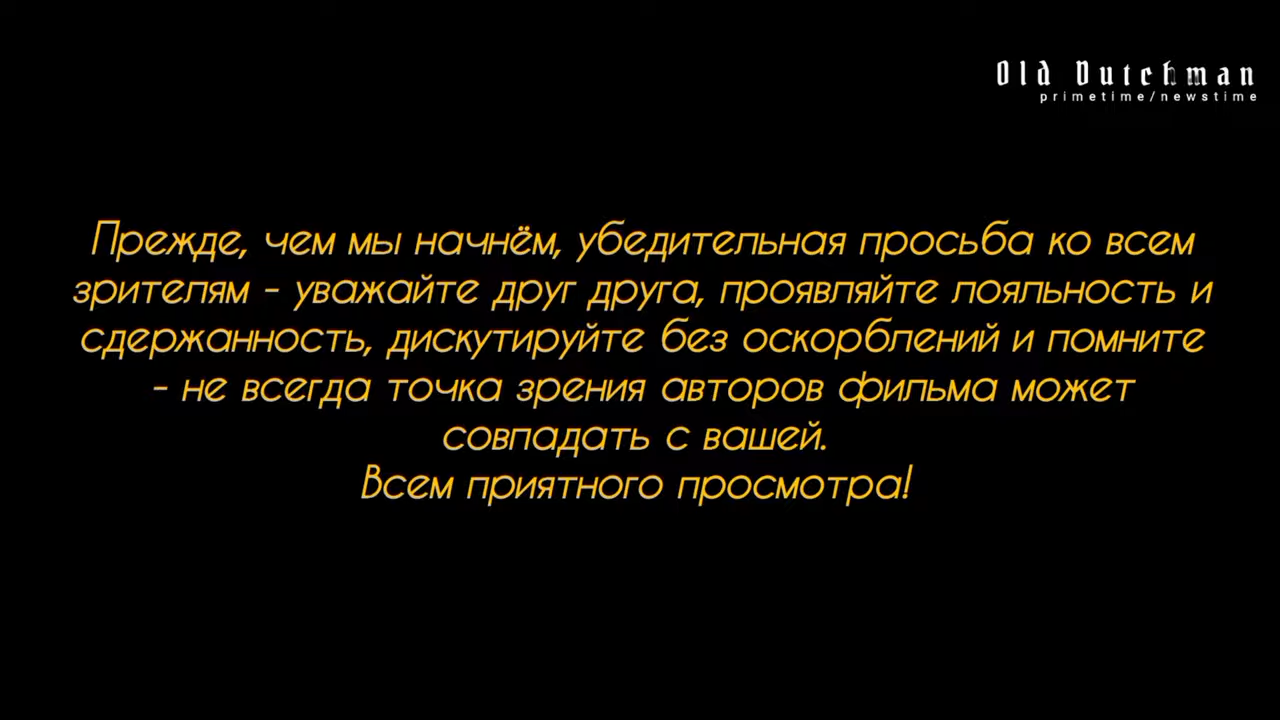 Old Dutchman
primetime/newstime
Прежде, чем мы начнём, убедительная просьба ко всем
зрителям - уважайте друг друга, проявляйте лояльность и
сдержанность, дискутируйте без оскорблений и помните
- не всегда точка зрения авторов фильма может
совпадать с вашей.
Всем приятного просмотра!